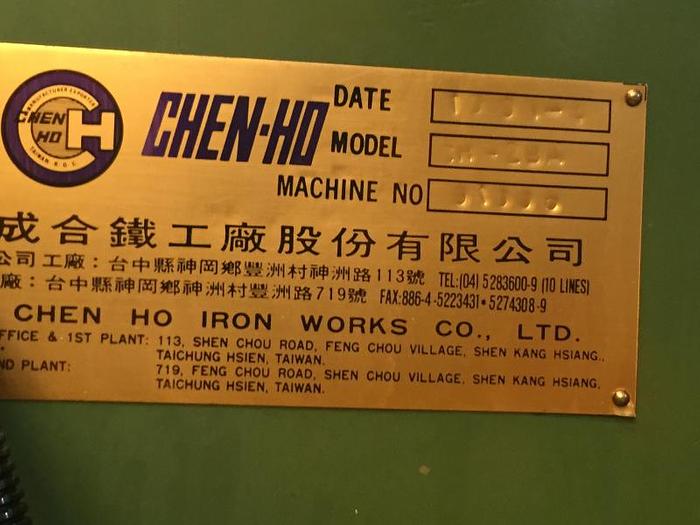 MANUFACTURER EXPORTER
CHEN
HO
TAIWAN R.O.C.
CH
CHEN-HO
DATE
MODEL
MACHINE NO
成合鐵工廠股份有限公司
公司工廠：台中縣神岡鄉豐洲村神洲路113號 TEL:(04) 5283600-9 (10 LINES)
廠：台中縣神岡鄉神洲村豐洲路719號 FAX:886-4-5223431•5274308-9
CHEN HO IRON WORKS CO., LTD.
FFICE & 1ST PLANT: 113, SHEN CHOU ROAD, FENG CHOU VILLAGE, SHEN KANG HSIANG.,
TAICHUNG HSIEN, TAIWAN.
ND PLANT: 719, FENG CHOU ROAD, SHEN CHOU VILLAGE, SHEN KANG HSIANG,
TAICHUNG HSIEN, TAIWAN.